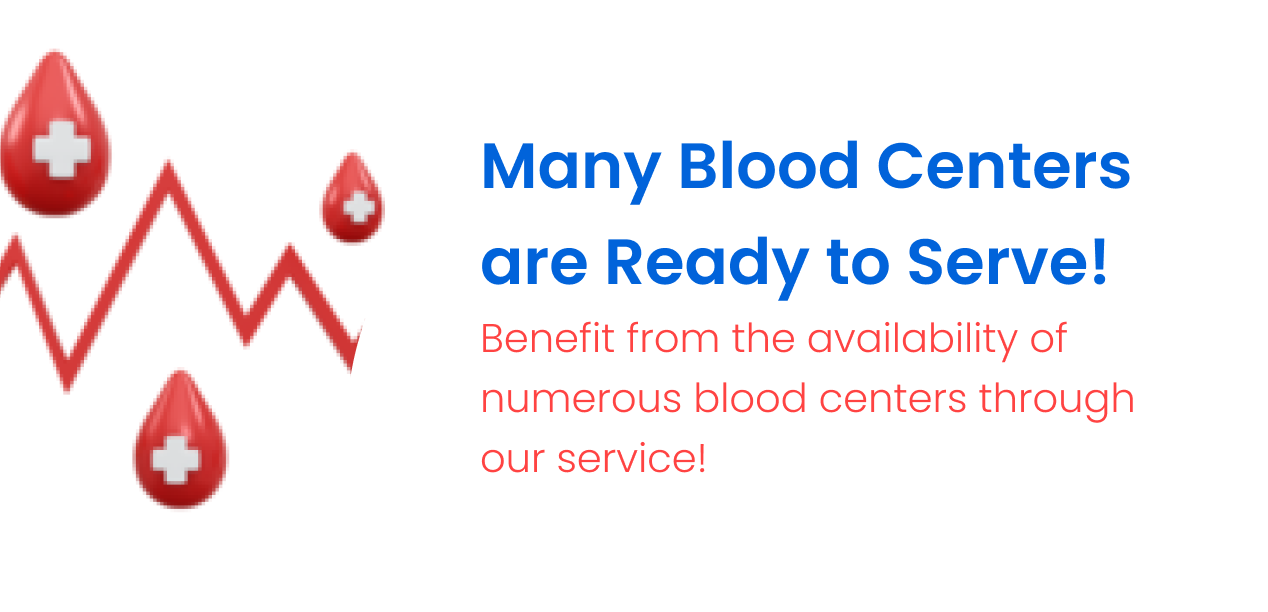 Many Blood Centers
are Ready to Serve!
Benefit from the availability of
numerous blood centers through
our service!